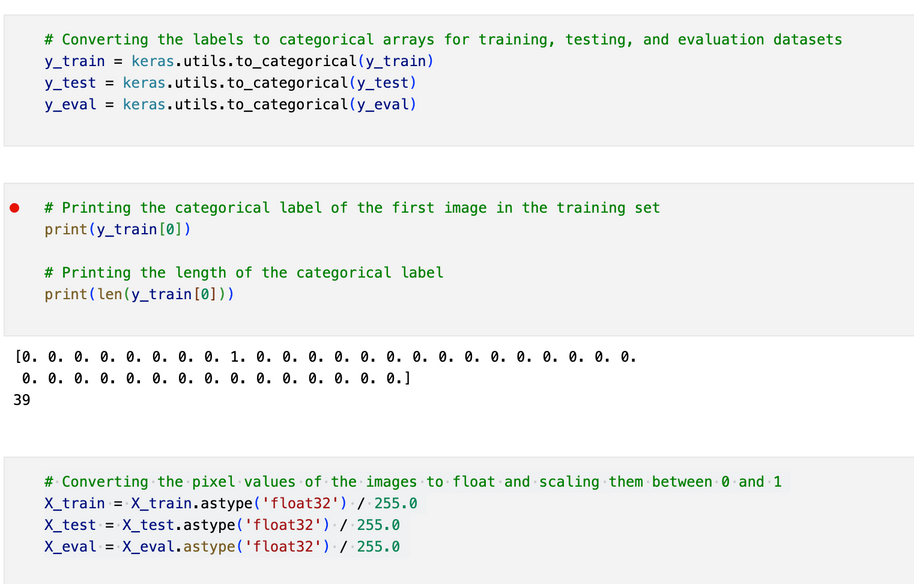 # Converting the labels to categorical arrays for training, testing, and evaluation datasets
y_train = keras.utils.to_categorical(y_train)
y_test = keras.utils.to_categorical(y_test)
y_eval = keras.utils.to_categorical(y_eval)
# Printing the categorical label of the first image in the training set
print(y_train[0])
# Printing the length of the categorical label
print(len(y_train[0]))
[0. 0. 0. 0. 0. 0. 0. 0. 1. 0. 0. 0. 0. 0. 0. 0. 0. 0. 0. 0. 0. 0. 0. 0.
0. 0. 0. 0. 0. 0. 0. 0. 0. 0. 0. 0. 0. 0. 0.]
39
# Converting the pixel values of the images to float and scaling them between 0 and 1
X_train = X_train.astype('float32') / 255.0
X_test = X_test.astype('float32') / 255.0
X_eval = X_eval.astype('float32') / 255.0